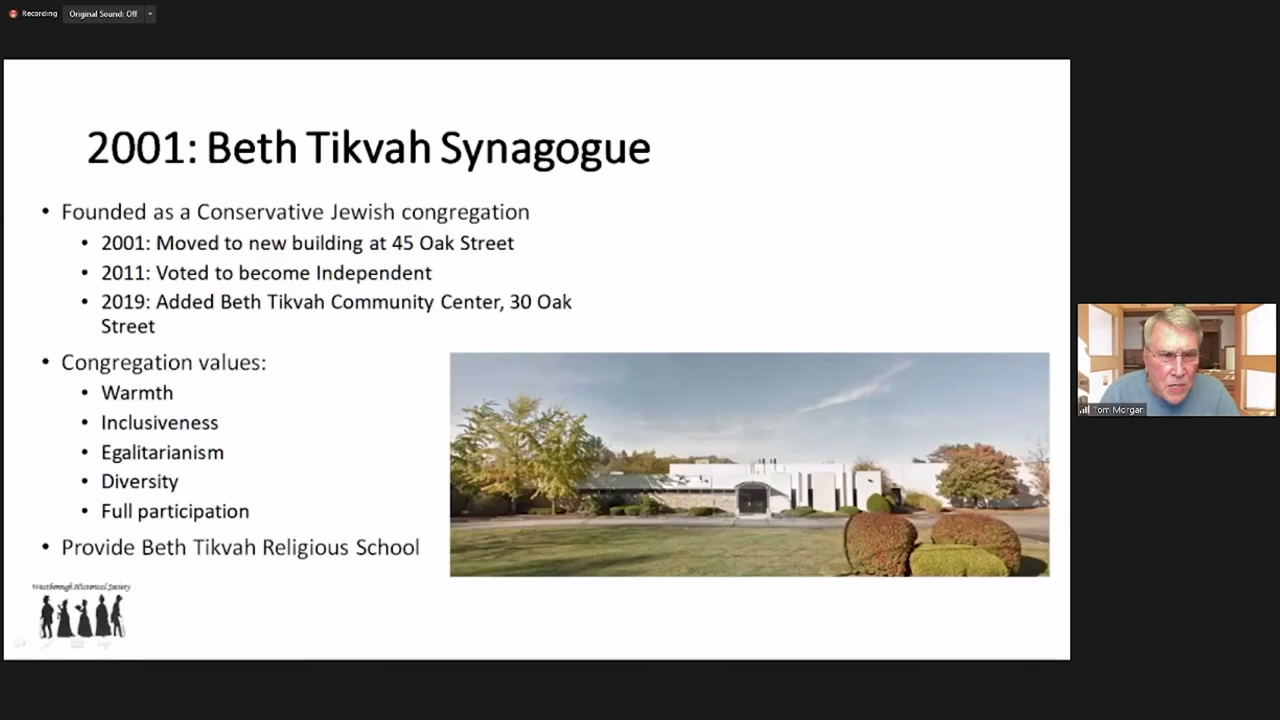 Recording
Original Sound: Off
2001: Beth Tikvah Synagogue
• Founded as a Conservative Jewish congregation
• 2001: Moved to new building at 45 Oak Street
• 2011: Voted to become Independent
• 2019: Added Beth Tikvah Community Center, 30 Oak
Street
• Congregation values:
• Warmth
• Inclusiveness
• Egalitarianism
• Diversity
• Full participation
• Provide Beth Tikvah Religious School
Westborough Historical Society
Tom Morgan